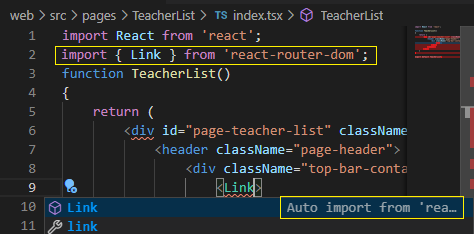 web > src > pages > TeacherList > index.tsx > TeacherList
1 import React from 'react';
2 import { Link } from 'react-router-dom';
3 function TeacherList()
4 {
5 return (
6 <div id="page-teacher-list" className
7 <header className="page-header">
8 <div className="top-bar-conta
9 <Link>
10 Link Auto import from 'rea...
11 link